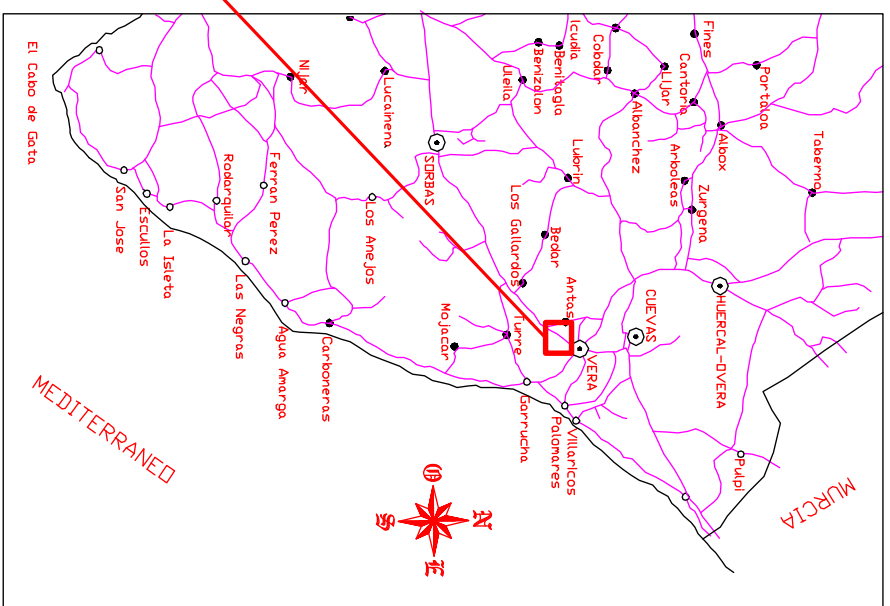 MURCIA
Taberno
Partaloa
Pulpi
Albox
HUERCAL-OVERA
Fines
Zurgena
Cantoria
Arboleas
Lijar
CUEVAS
Albanchez
Cobdar
VERA
Lubrin
Villaricos
Antas
Benitagla
Bedar
Palomares
Benizalon
Garrucha
Turre
Los Gallardos
Uleila
N
Mojacar
SORBAS
O
E
Lucainena
S
Los Anejos
Carboneras
Nijar
Agua Amarga
Ferran Perez
Las Negras
Rodarquilar
La Isleta
Escullos
San Jose
MEDITERRANEO
El Cabo de Gata